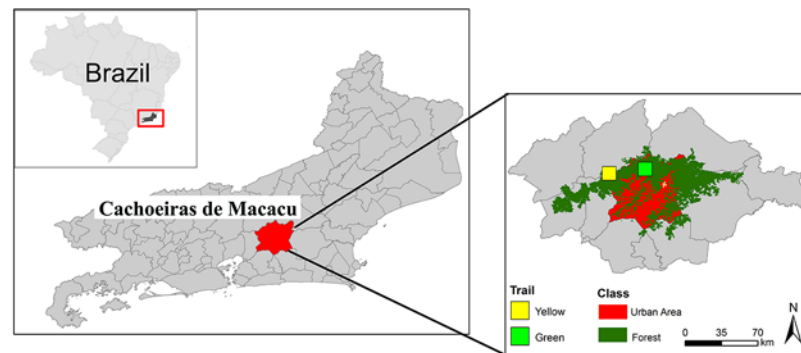 Brazil
Cachoeiras de Macacu
Trail
Yellow
Green
Class
Urban Area
Forest
0 35 70
km
N